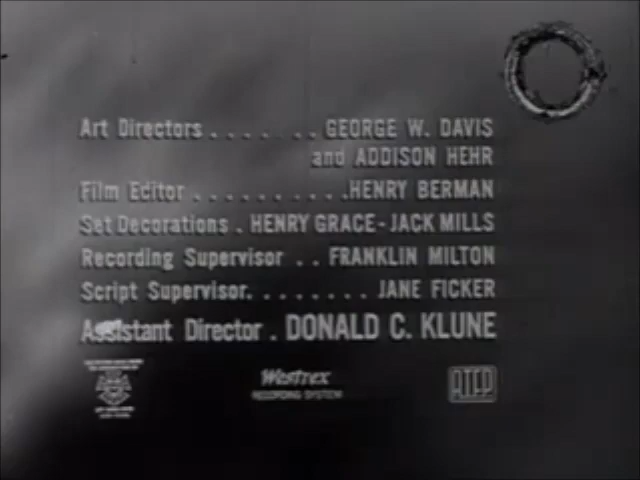 Art Directors . . . . . . GEORGE W. DAVIS
and ADDISON HEHR
Film Editor . . . . . . . . . . . HENRY BERMAN
Set Decorations . HENRY GRACE - JACK MILLS
Recording Supervisor . . FRANKLIN MILTON
Script Supervisor. . . . . . . . JANE FICKER
Assistant Director . DONALD C. KLUNE
Westrex
RECORDING SYSTEM